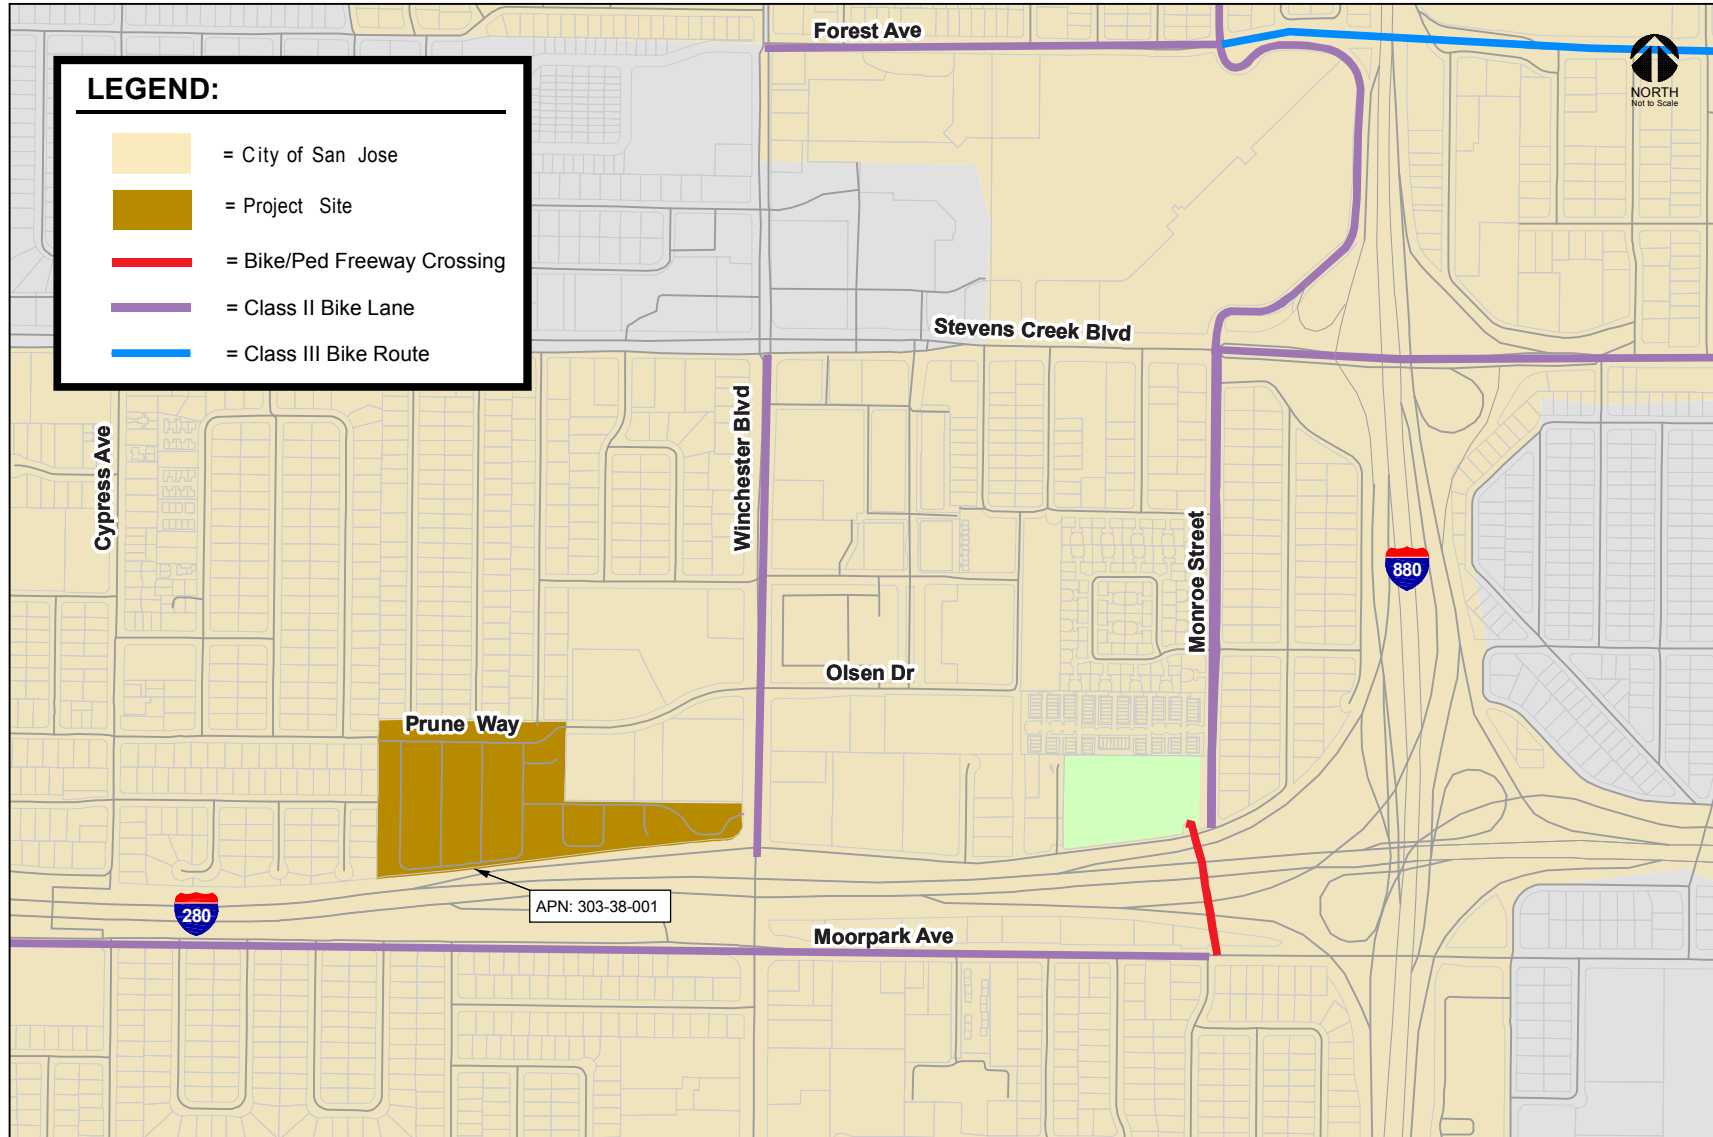 Forest Ave
NORTH
Not to Scale
LEGEND:
= City of San Jose
= Project Site
= Bike/Ped Freeway Crossing
= Class II Bike Lane
= Class III Bike Route
Stevens Creek Blvd
Cypress Ave
Winchester Blvd
Monroe Street
880
Olsen Dr
Prune Way
APN: 303-38-001
280
Moorpark Ave